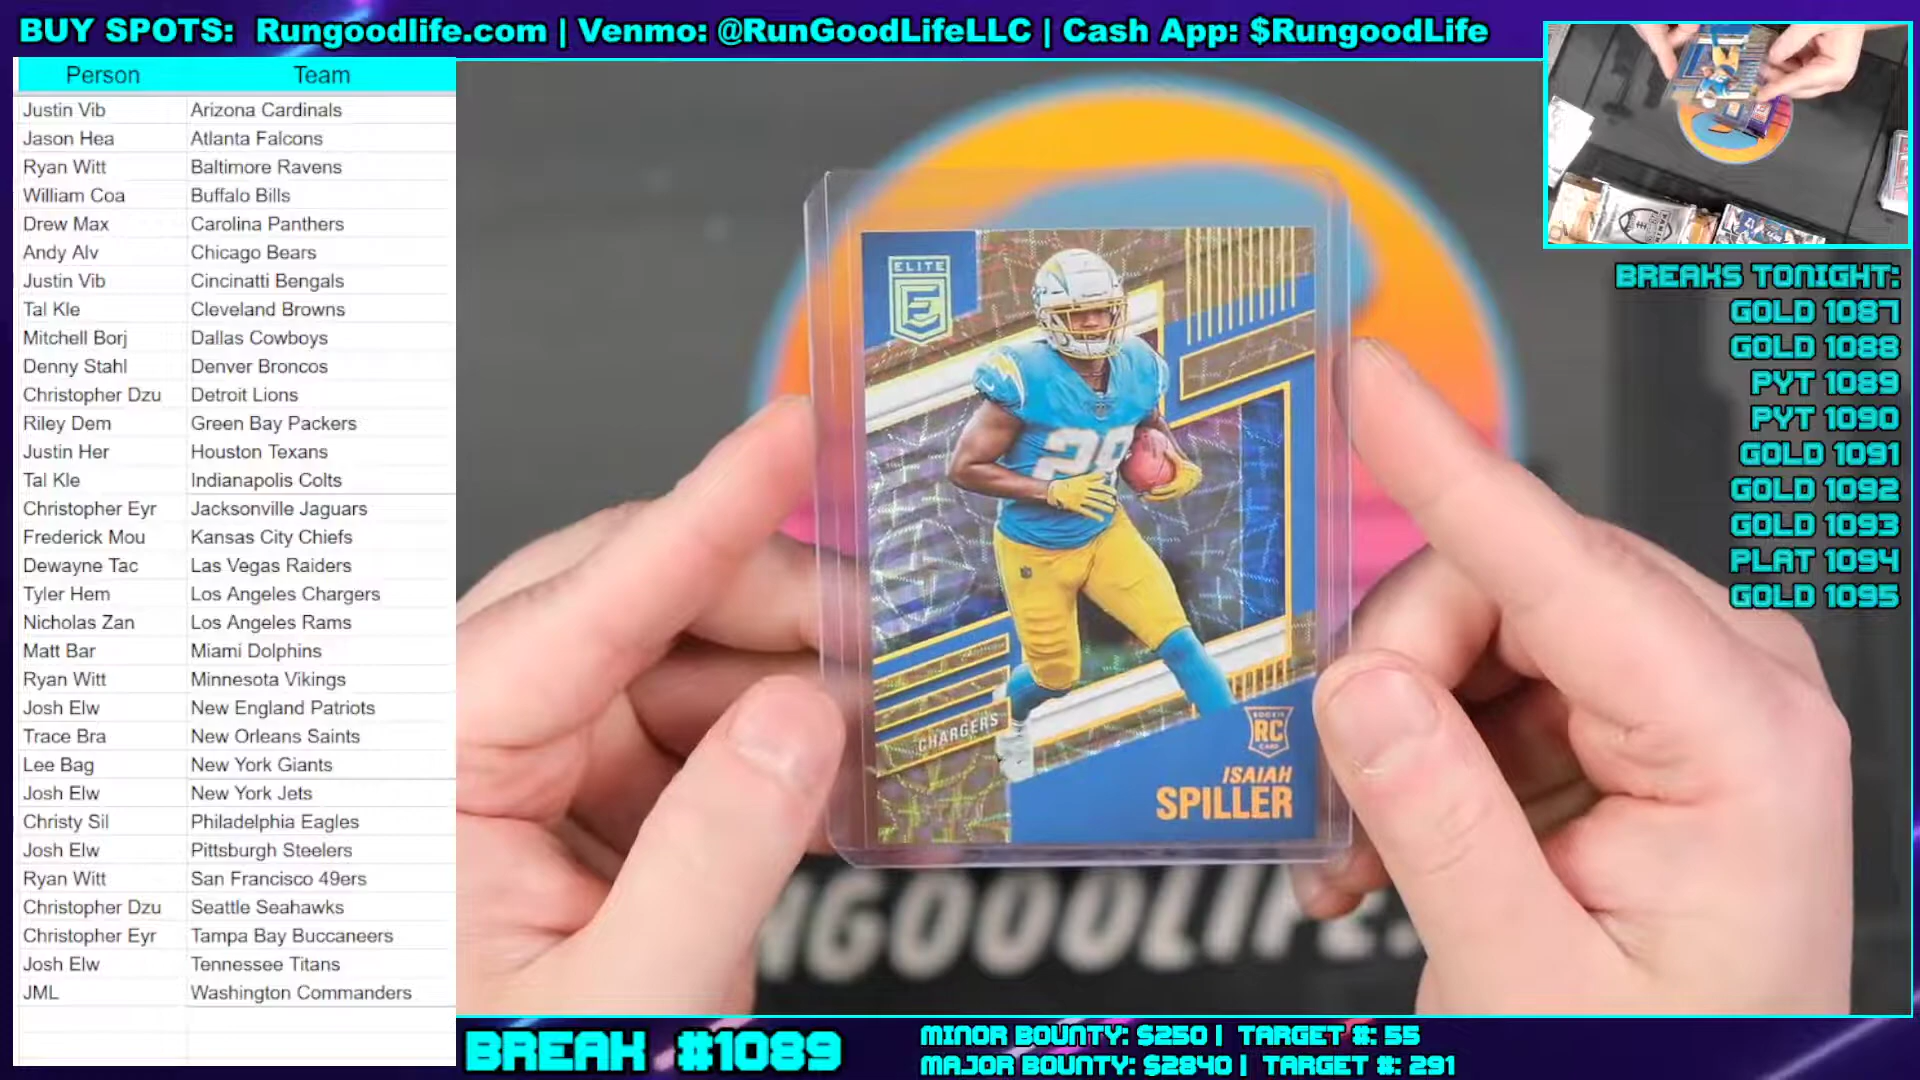 BUY SPOTS: Rungoodlife.com | Venmo: @RunGoodLifeLLC | Cash App: $RungoodLife
Person Team
Justin Vib Arizona Cardinals
Jason Hea Atlanta Falcons
Ryan Witt Baltimore Ravens
William Coa Buffalo Bills
Drew Max Carolina Panthers
Andy Alv Chicago Bears
Justin Vib Cincinatti Bengals
Tal Kle Cleveland Browns
Mitchell Borj Dallas Cowboys
Denny Stahl Denver Broncos
Christopher Dzu Detroit Lions
Riley Dem Green Bay Packers
Justin Her Houston Texans
Tal Kle Indianapolis Colts
Christopher Eyr Jacksonville Jaguars
Frederick Mou Kansas City Chiefs
Dewayne Tac Las Vegas Raiders
Tyler Hem Los Angeles Chargers
Nicholas Zan Los Angeles Rams
Matt Bar Miami Dolphins
Ryan Witt Minnesota Vikings
Josh Elw New England Patriots
Trace Bra New Orleans Saints
Lee Bag New York Giants
Josh Elw New York Jets
Christy Sil Philadelphia Eagles
Josh Elw Pittsburgh Steelers
Ryan Witt San Francisco 49ers
Christopher Dzu Seattle Seahawks
Christopher Eyr Tampa Bay Buccaneers
Josh Elw Tennessee Titans
JML Washington Commanders
ELITE
E
28
CHARGERS
ROOKIE
RC
CARD
ISAIAH
SPILLER
NGOODLIFE.
BREAKS TONIGHT:
GOLD 1087
GOLD 1088
PYT 1089
PYT 1090
GOLD 1091
GOLD 1092
GOLD 1093
PLAT 1094
GOLD 1095
BREAK #1089
MINOR BOUNTY: $250 | TARGET #: 55
MAJOR BOUNTY: $2840 | TARGET #: 291